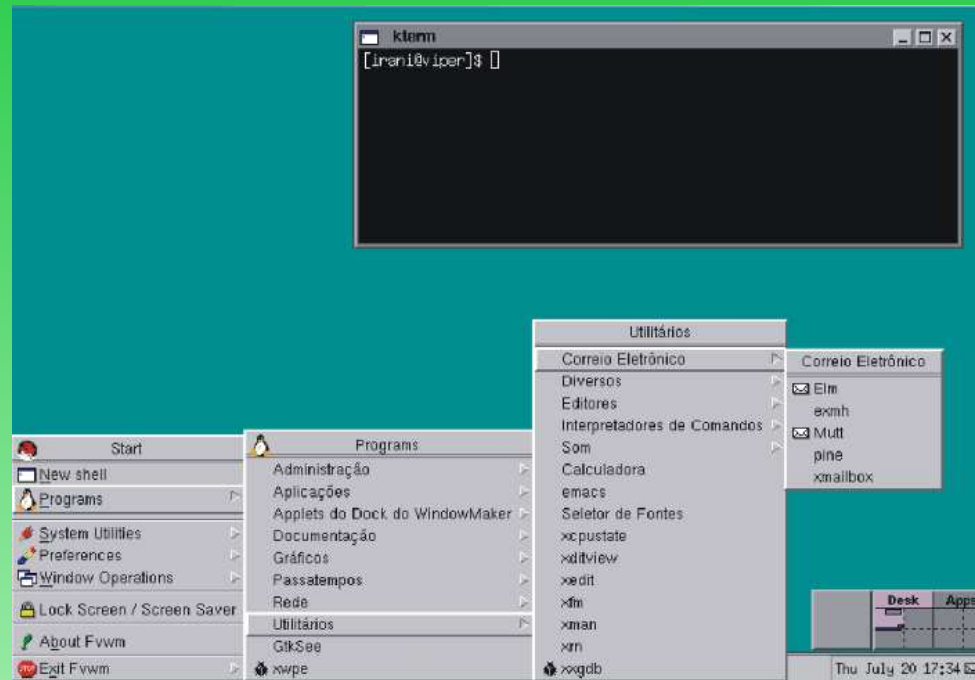 kterm
[irani@viper]$
Utilitários
Correio Eletrônico
Diversos
Editores
Interpretadores de Comandos
Som
Calculadora
emacs
Seletor de Fontes
xcpustate
xditview
xedit
xfm
xman
xrn
xxgdb
Correio Eletrônico
Elm
exmh
Mutt
pine
xmailbox
Start
New shell
Programs
System Utilities
Preferences
Window Operations
Lock Screen / Screen Saver
About Fvwm
Exit Fvwm
Programs
Administração
Aplicações
Applets do Dock do WindowMaker
Documentação
Gráficos
Passatempos
Rede
Utilitários
GtkSee
xwpe
Desk
Apps
Thu July 20 17:34